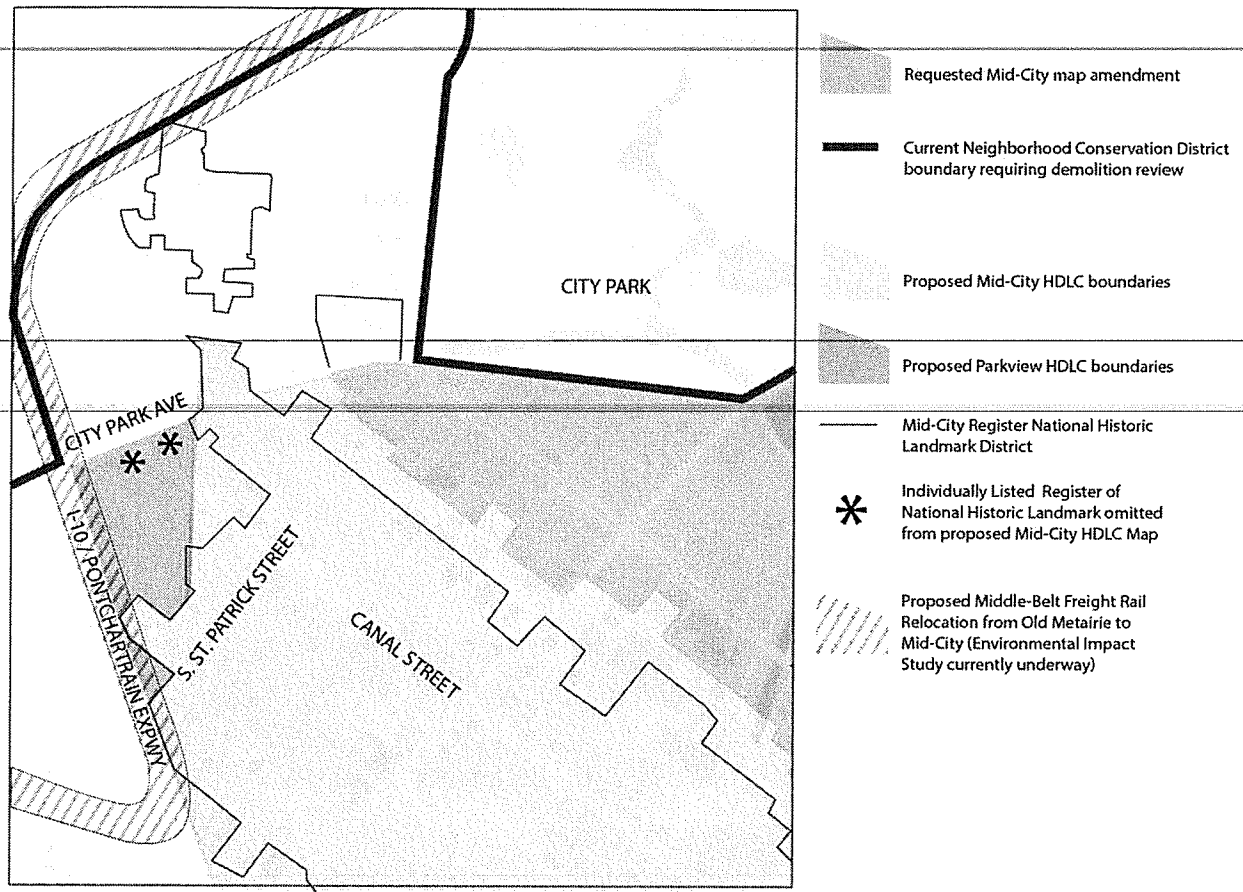 CITY PARK
CITY PARK AVE
I-10 / PONTCHARTRAIN EXPWY
S. ST. PATRICK STREET
CANAL STREET
Requested Mid-City map amendment
Current Neighborhood Conservation District
boundary requiring demolition review
Proposed Mid-City HDLC boundaries
Proposed Parkview HDLC boundaries
Mid-City Register National Historic
Landmark District
Individually Listed Register of
National Historic Landmark omitted
from proposed Mid-City HDLC Map
Proposed Middle-Belt Freight Rail
Relocation from Old Metairie to
Mid-City (Environmental Impact
Study currently underway)